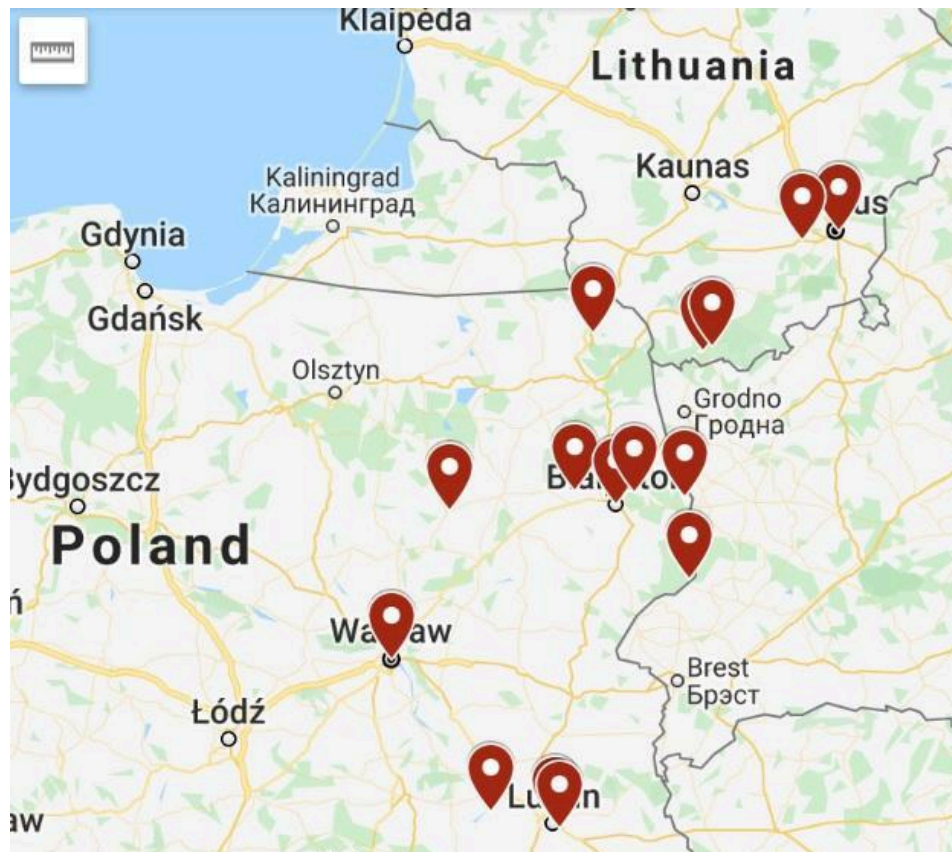 Klaipėda
Lithuania
Kaunas
Kaliningrad
Калининград
Gdynia
Gdańsk
Olsztyn
Grodno
Гродна
Bydgoszcz
Poland
Brest
Брэст
Łódź